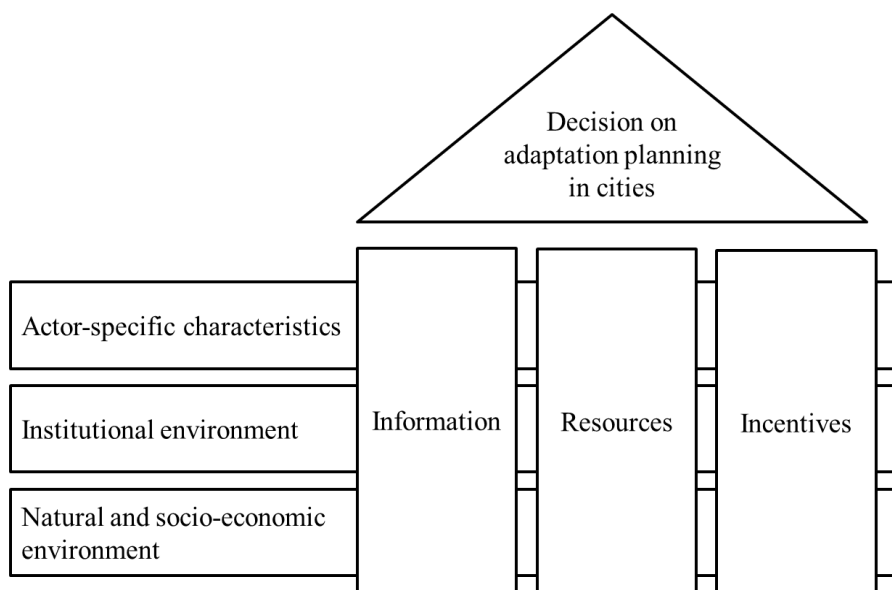 Decision on
adaptation planning
in cities
Actor-specific characteristics
Institutional environment
Natural and socio-economic
environment
Information
Resources
Incentives